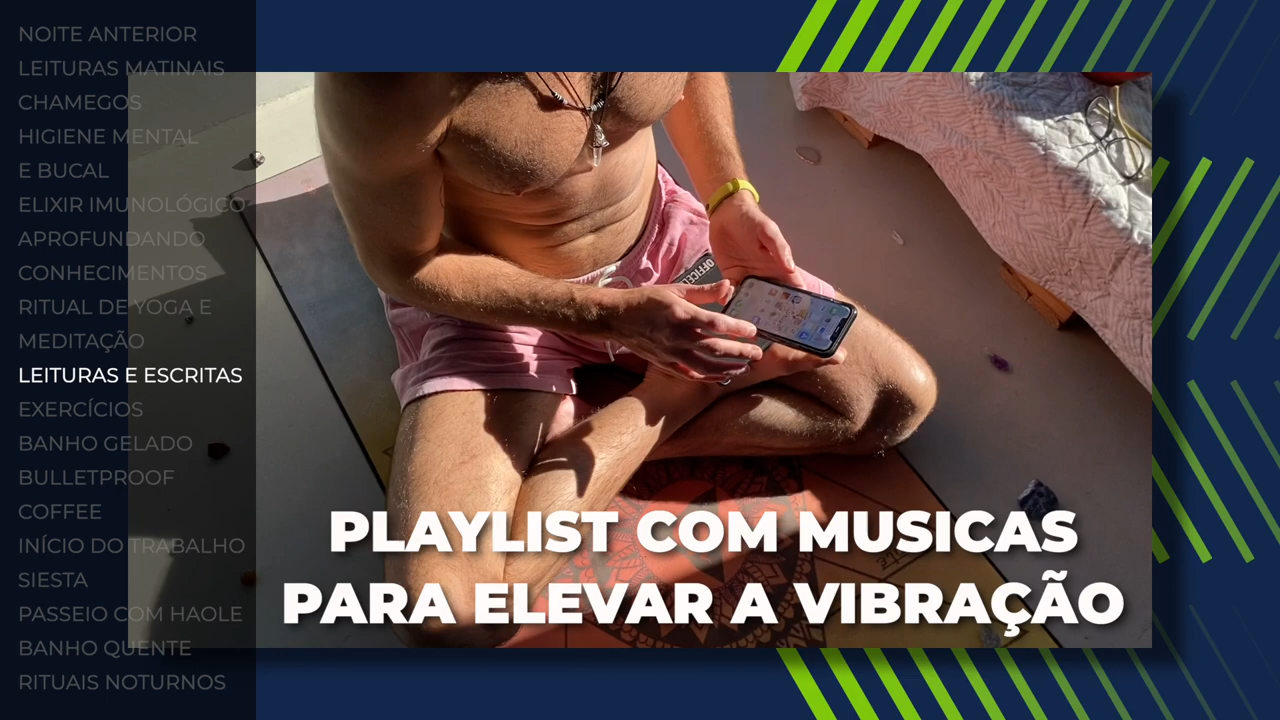 NOITE ANTERIOR
LEITURAS MATINAIS
CHAMEGOS
HIGIENE MENTAL
E BUCAL
ELIXIR IMUNOLÓGICO
APROFUNDANDO
CONHECIMENTOS
RITUAL DE YOGA E
MEDITAÇÃO
LEITURAS E ESCRITAS
EXERCÍCIOS
BANHO GELADO
BULLETPROOF
COFFEE
INÍCIO DO TRABALHO
SIESTA
PASSEIO COM HAOLE
BANHO QUENTE
RITUAIS NOTURNOS
PLAYLIST COM MUSICAS
PARA ELEVAR A VIBRAÇÃO